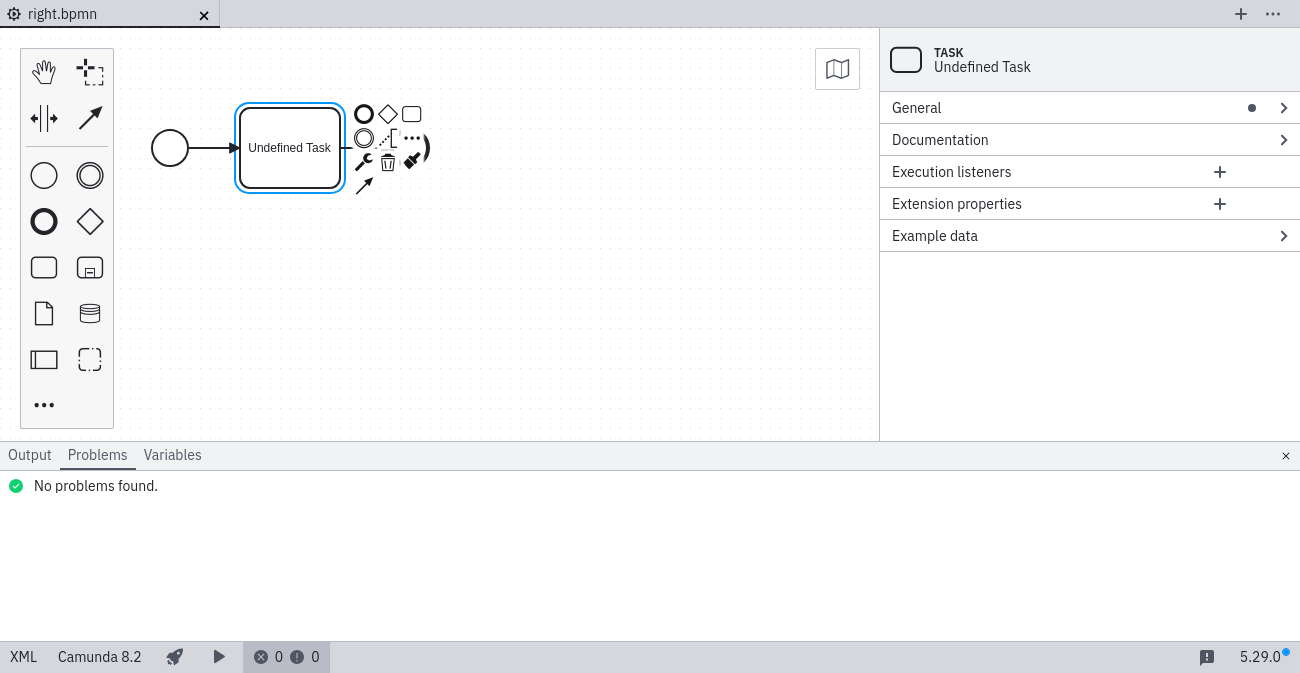 right.bpmn
TASK
Undefined Task
General
Documentation
Execution listeners
Extension properties
Example data
Undefined Task
Output Problems Variables
No problems found.
XML Camunda 8.2 0 0 5.29.0